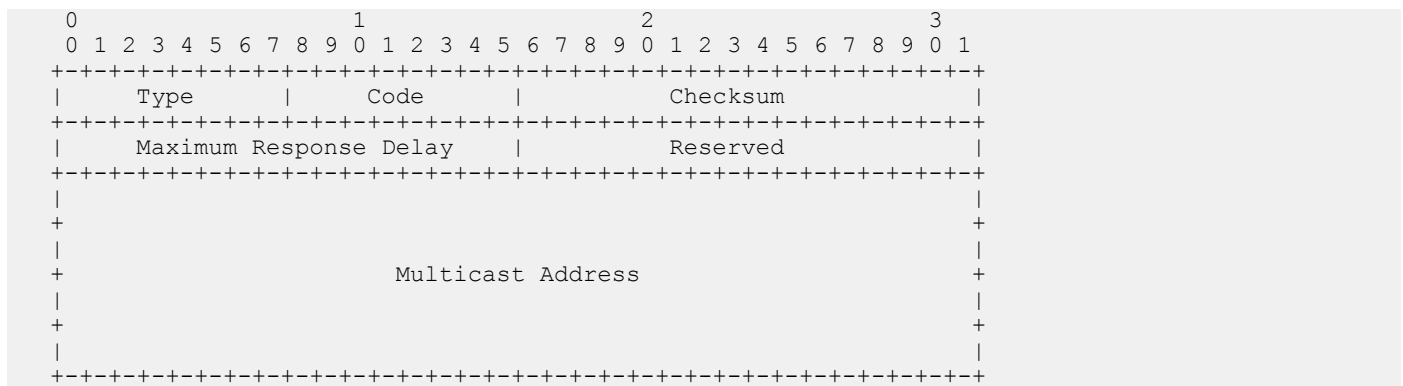 0                   1                   2                   3
 0 1 2 3 4 5 6 7 8 9 0 1 2 3 4 5 6 7 8 9 0 1 2 3 4 5 6 7 8 9 0 1
+-+-+-+-+-+-+-+-+-+-+-+-+-+-+-+-+-+-+-+-+-+-+-+-+-+-+-+-+-+-+-+-+
|     Type      |     Code      |          Checksum             |
+-+-+-+-+-+-+-+-+-+-+-+-+-+-+-+-+-+-+-+-+-+-+-+-+-+-+-+-+-+-+-+-+
|     Maximum Response Delay    |          Reserved             |
+-+-+-+-+-+-+-+-+-+-+-+-+-+-+-+-+-+-+-+-+-+-+-+-+-+-+-+-+-+-+-+-+
|                                                               |
+                                                               +
|                                                               |
+                       Multicast Address                       +
|                                                               |
+                                                               +
|                                                               |
+-+-+-+-+-+-+-+-+-+-+-+-+-+-+-+-+-+-+-+-+-+-+-+-+-+-+-+-+-+-+-+-+